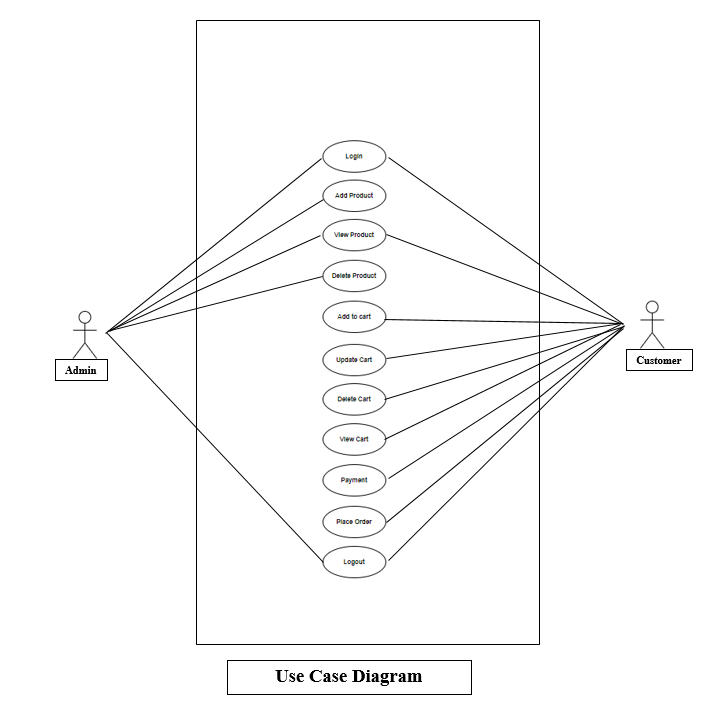 Login
Add Product
View Product
Delete Product
Add to cart
Update Cart
Delete Cart
View Cart
Payment
Place Order
Logout
Admin
Customer
Use Case Diagram